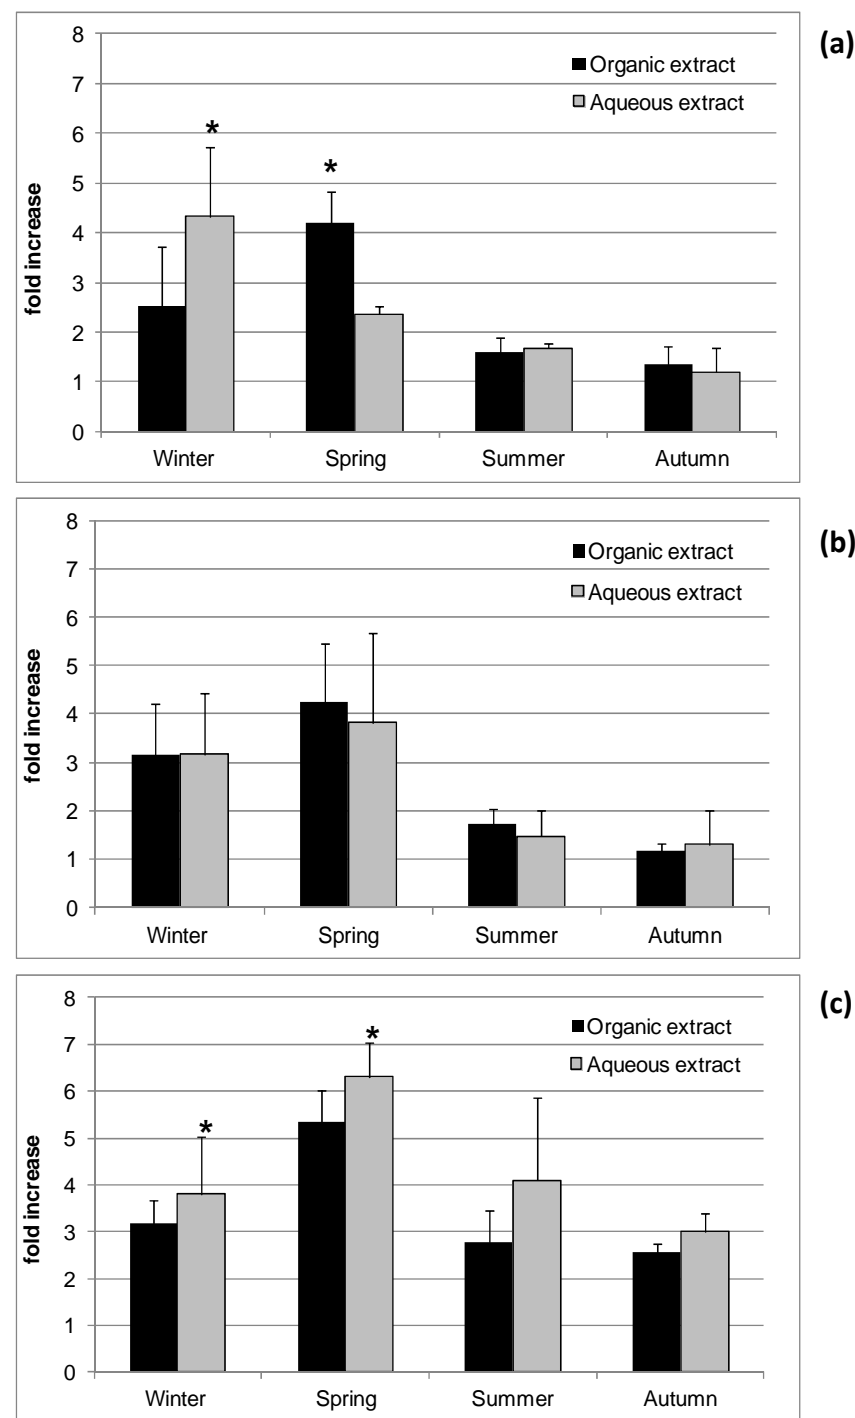 (a)
8
7
6
5
4
3
2
1
0
fold increase
Organic extract
Aqueous extract
*
*
Winter Spring Summer Autumn
(b)
8
7
6
5
4
3
2
1
0
fold increase
Organic extract
Aqueous extract
Winter Spring Summer Autumn
(c)
8
7
6
5
4
3
2
1
0
fold increase
Organic extract
Aqueous extract
*
*
Winter Spring Summer Autumn